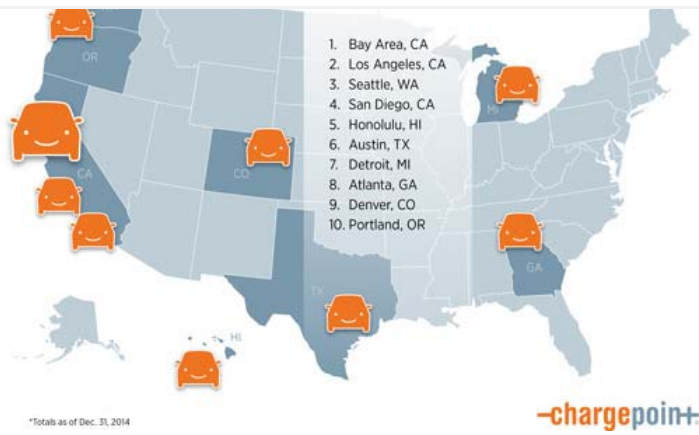 OR
1. Bay Area, CA
2. Los Angeles, CA
3. Seattle, WA
4. San Diego, CA
5. Honolulu, HI
6. Austin, TX
7. Detroit, MI
8. Atlanta, GA
9. Denver, CO
10. Portland, OR
MI
CA
CO
GA
TX
HI
*Totals as of Dec. 31, 2014
-chargepoin+.